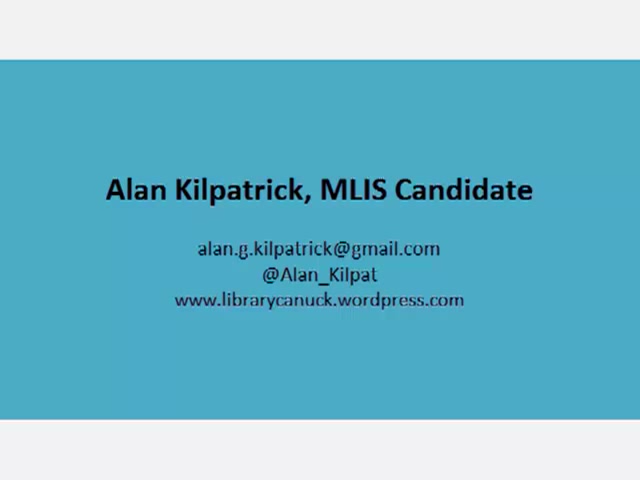 Alan Kilpatrick, MLIS Candidate
alan.g.kilpatrick@gmail.com
@Alan_Kilpat
www.librarycanuck.wordpress.com